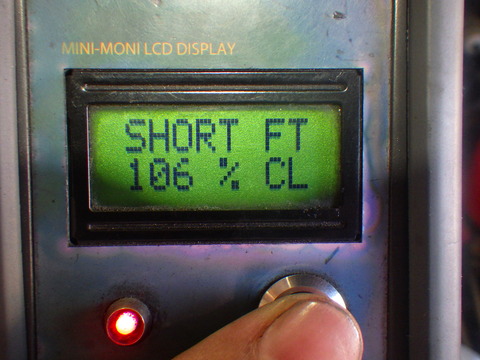 MINI-MONI LCD DISPLAY
SHORT FT
106 % CL